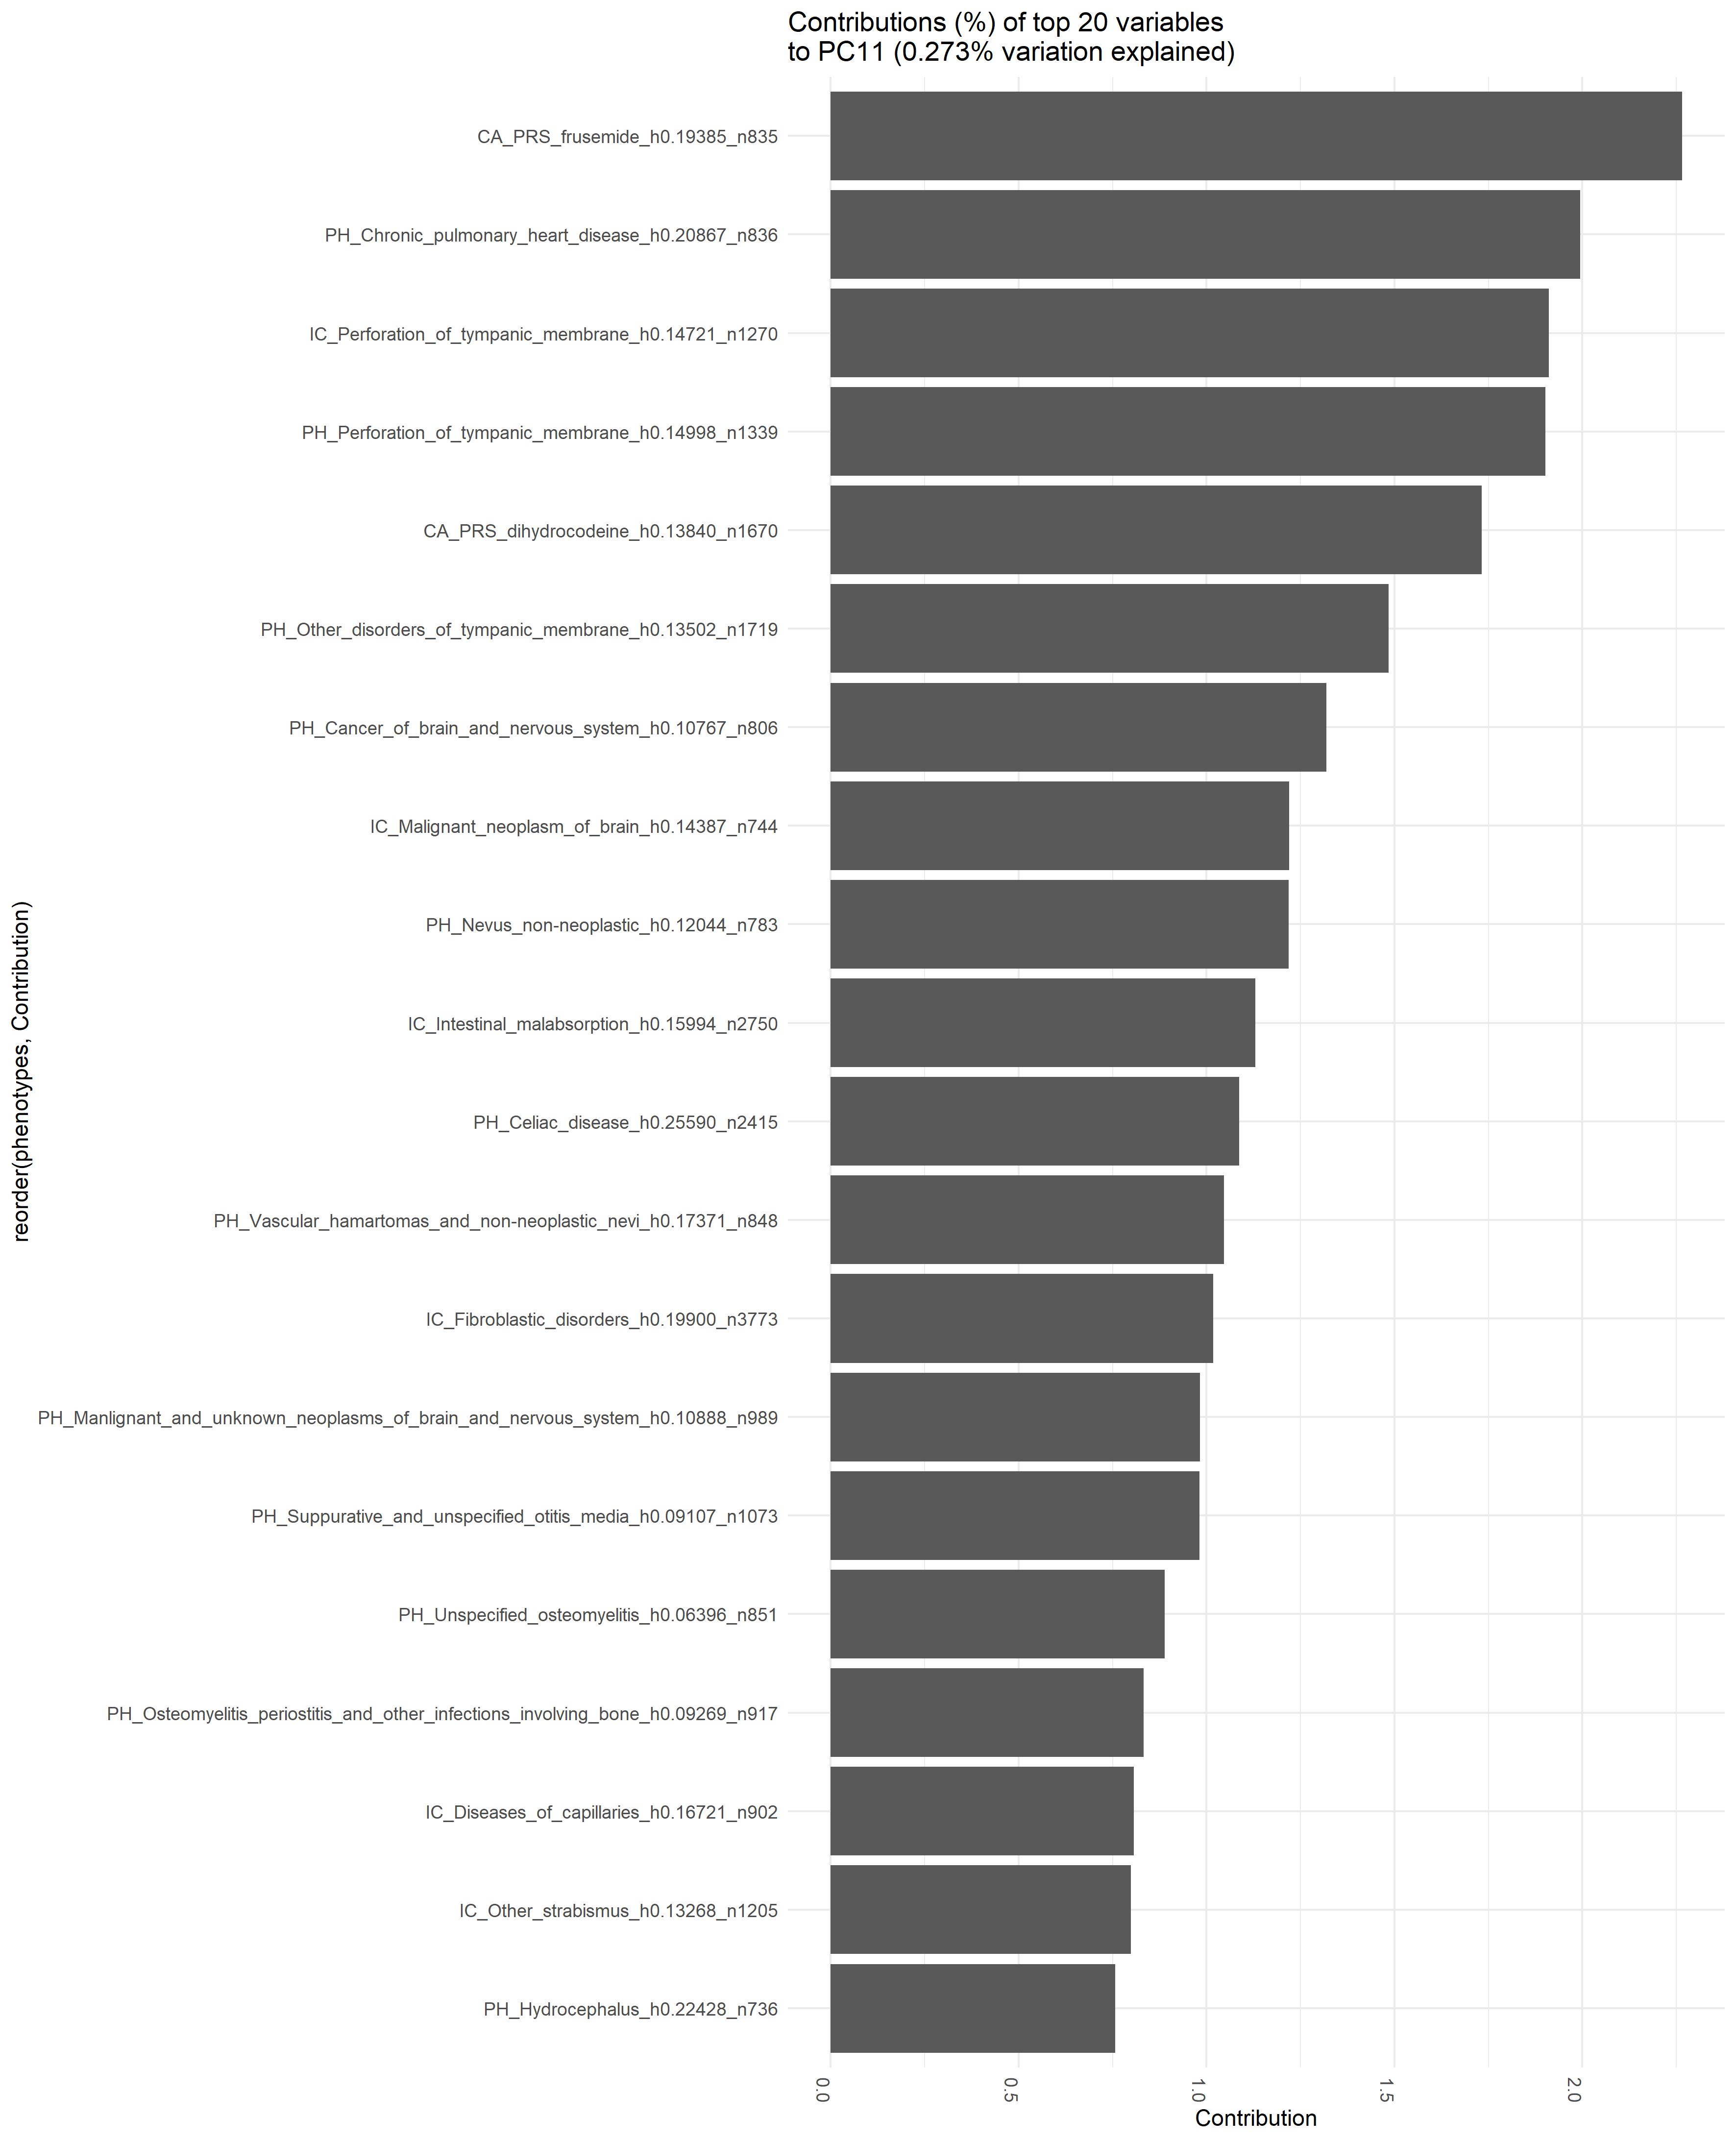 Contributions (%) of top 20 variables
to PC11 (0.273% variation explained)
CA_PRS_frusemide_h0.19385_n835
PH_Chronic_pulmonary_heart_disease_h0.20867_n836
IC_Perforation_of_tympanic_membrane_h0.14721_n1270
PH_Perforation_of_tympanic_membrane_h0.14998_n1339
CA_PRS_dihydrocodeine_h0.13840_n1670
PH_Other_disorders_of_tympanic_membrane_h0.13502_n1719
PH_Cancer_of_brain_and_nervous_system_h0.10767_n806
IC_Malignant_neoplasm_of_brain_h0.14387_n744
PH_Nevus_non-neoplastic_h0.12044_n783
IC_Intestinal_malabsorption_h0.15994_n2750
PH_Celiac_disease_h0.25590_n2415
PH_Vascular_hamartomas_and_non-neoplastic_nevi_h0.17371_n848
IC_Fibroblastic_disorders_h0.19900_n3773
PH_Manlignant_and_unknown_neoplasms_of_brain_and_nervous_system_h0.10888_n989
PH_Suppurative_and_unspecified_otitis_media_h0.09107_n1073
PH_Unspecified_osteomyelitis_h0.06396_n851
PH_Osteomyelitis_periostitis_and_other_infections_involving_bone_h0.09269_n917
IC_Diseases_of_capillaries_h0.16721_n902
IC_Other_strabismus_h0.13268_n1205
PH_Hydrocephalus_h0.22428_n736
reorder(phenotypes, Contribution)
0.0
0.5
1.0
1.5
2.0
Contribution